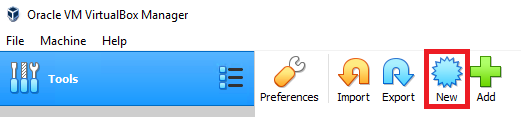 Oracle VM VirtualBox Manager
File Machine Help
Tools
Preferences Import Export New Add